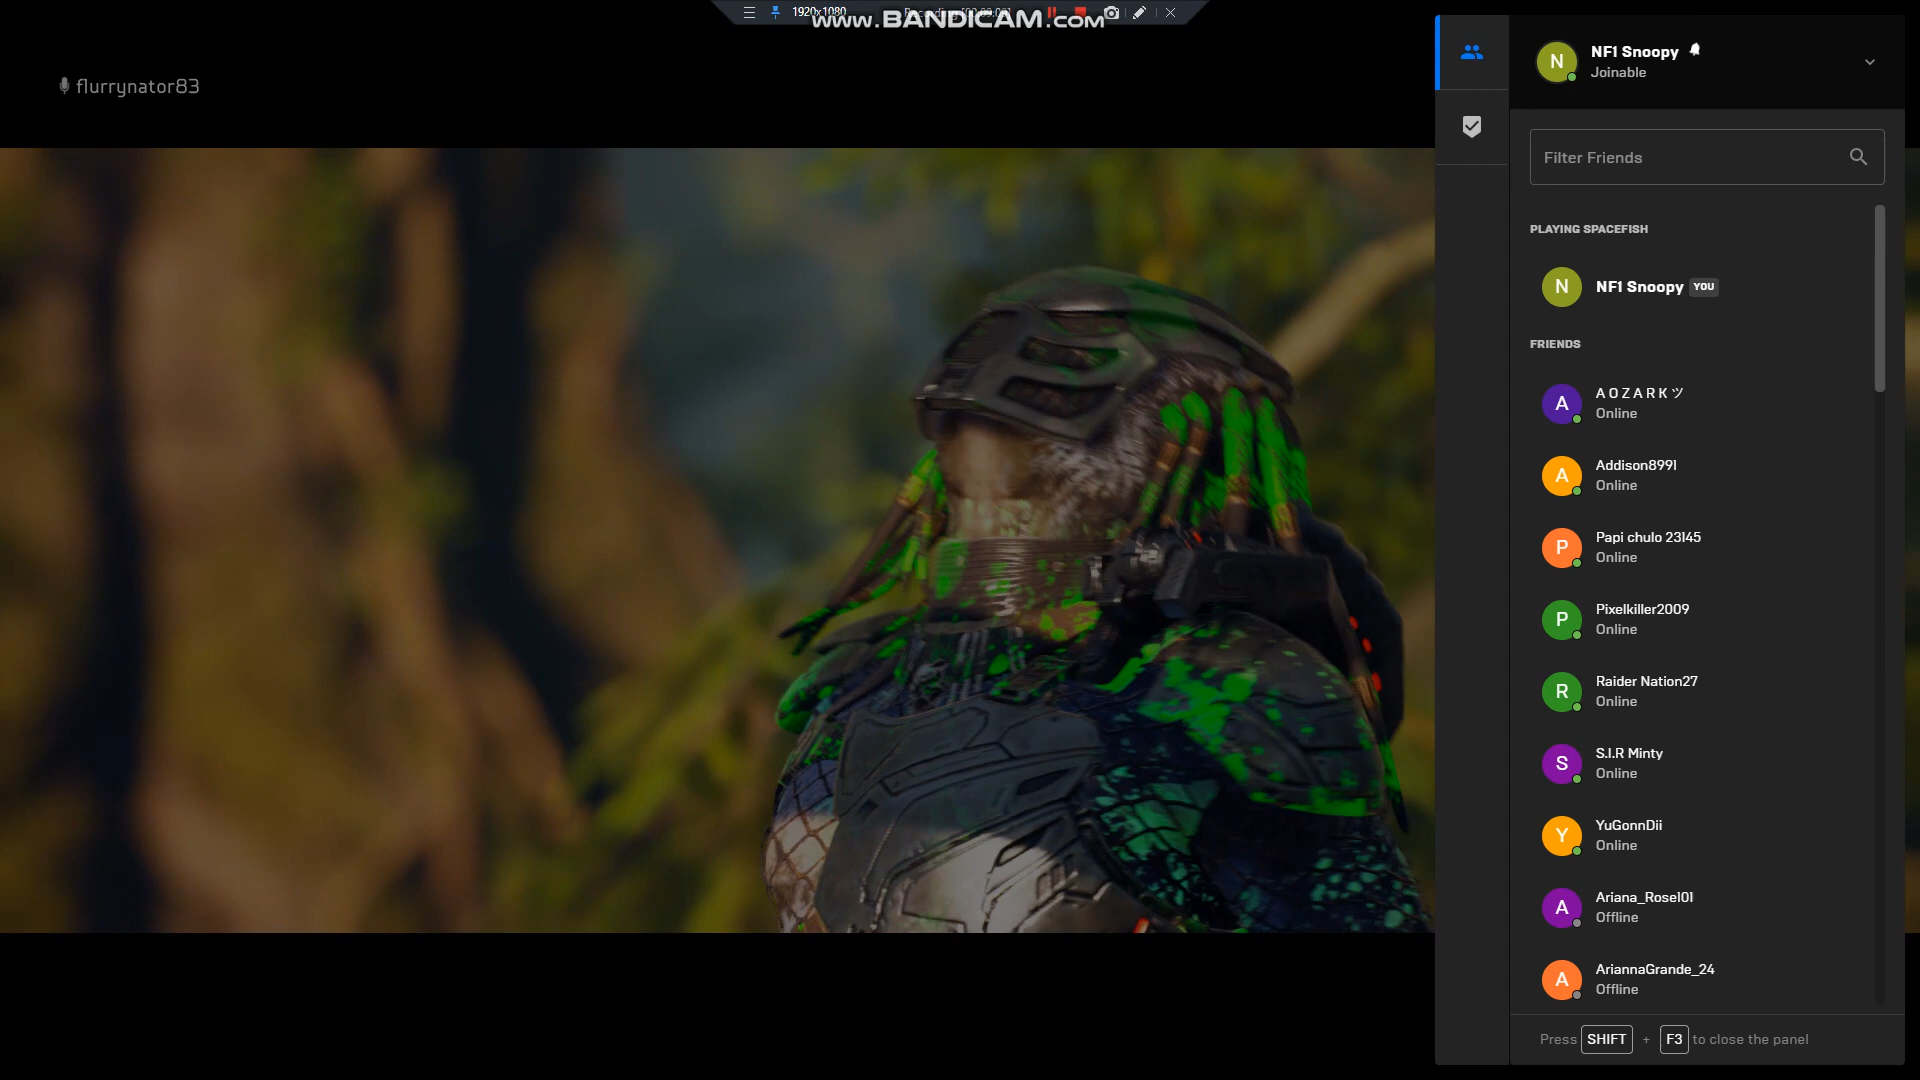 1920x1080
www.BANDICAM.com
flurrynator83
N
NF1 Snoopy
Joinable
Filter Friends
PLAYING SPACEFISH
N
NF1 Snoopy YOU
FRIENDS
A
A O Z A R K ツ
Online
A
Addison8991
Online
P
Papi chulo 23145
Online
P
Pixelkiller2009
Online
R
Raider Nation27
Online
S
S.I.R Minty
Online
Y
YuGonnDii
Online
A
Ariana_Rose101
Offline
A
AriannaGrande_24
Offline
Press SHIFT + F3 to close the panel